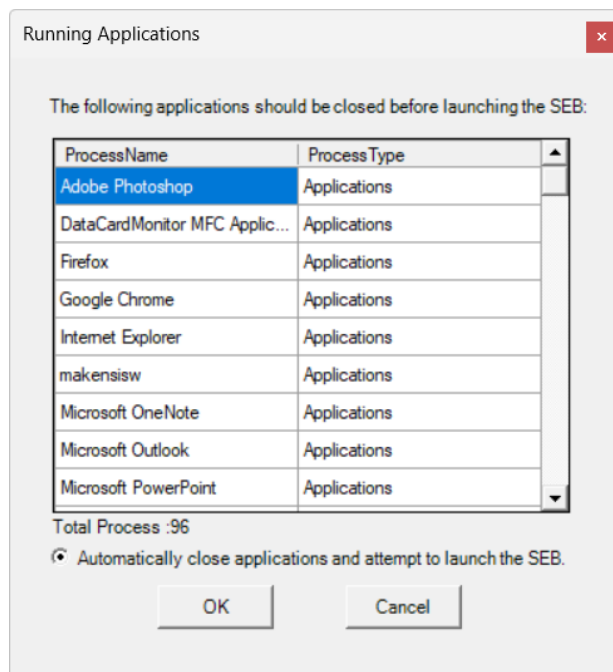 Running Applications
The following applications should be closed before launching the SEB:
ProcessName ProcessType
Adobe Photoshop Applications
DataCardMonitor MFC Applic... Applications
Firefox Applications
Google Chrome Applications
Internet Explorer Applications
makensisw Applications
Microsoft OneNote Applications
Microsoft Outlook Applications
Microsoft PowerPoint Applications
Total Process :96
Automatically close applications and attempt to launch the SEB.
OK Cancel